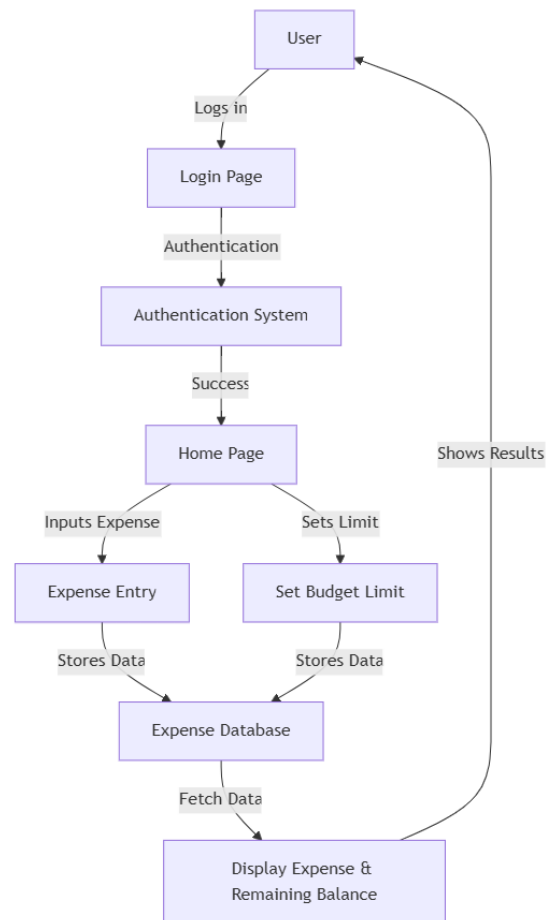 User
Logs in
Login Page
Authentication
Authentication System
Success
Home Page
Shows Results
Inputs Expense
Sets Limit
Expense Entry
Set Budget Limit
Stores Data
Stores Data
Expense Database
Fetch Data
Display Expense &
Remaining Balance